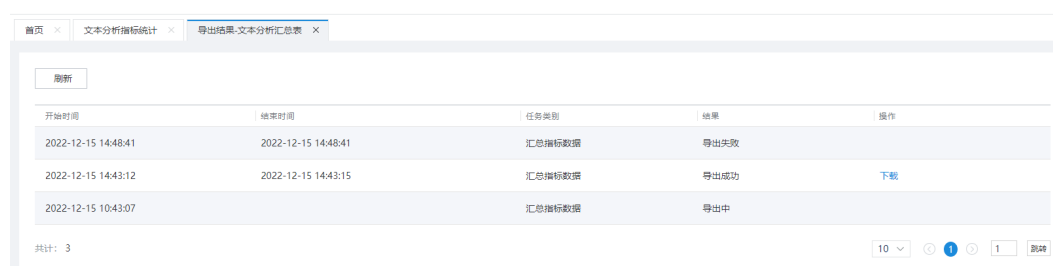 首页 × 文本分析指标统计 × 导出结果-文本分析汇总表 ×
刷新
开始时间 结束时间 任务类别 结果 操作
2022-12-15 14:48:41 2022-12-15 14:48:41 汇总指标数据 导出失败
2022-12-15 14:43:12 2022-12-15 14:43:15 汇总指标数据 导出成功 下载
2022-12-15 10:43:07 汇总指标数据 导出中
共计: 3 10 1 1 跳转